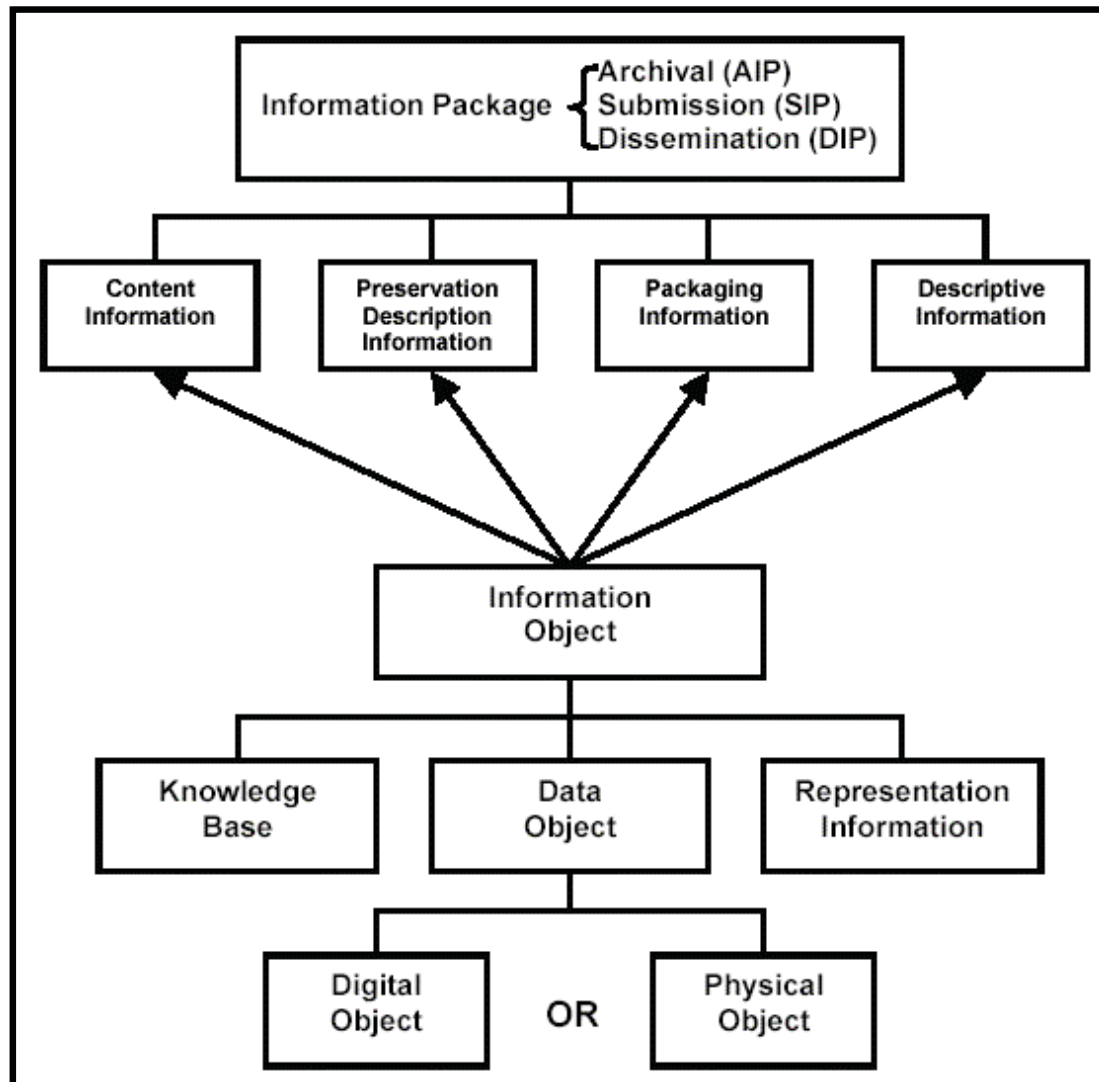 Information Package
Archival (AIP)
Submission (SIP)
Dissemination (DIP)
Content
Information
Preservation
Description
Information
Packaging
Information
Descriptive
Information
Information
Object
Knowledge
Base
Data
Object
Representation
Information
Digital
Object
OR
Physical
Object